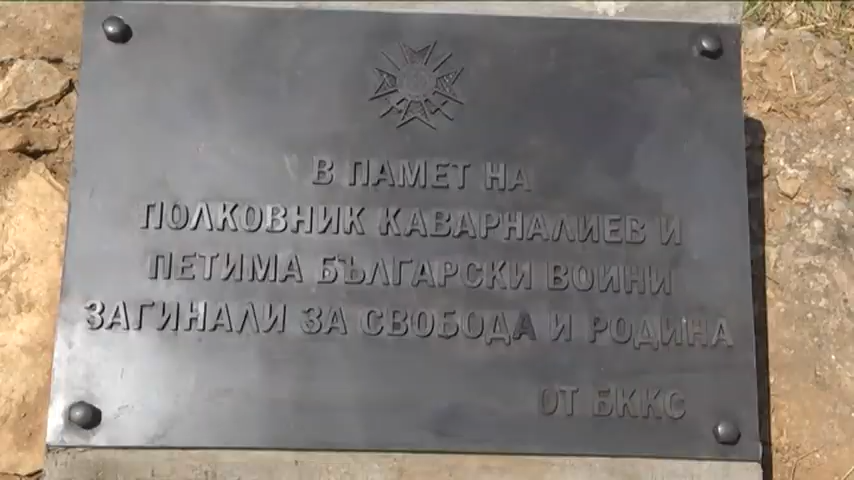 В ПАМЕТ НА
ПОЛКОВНИК КАВАРНАЛИЕВ И
ПЕТИМА БЪЛГАРСКИ ВОИНИ
ЗАГИНАЛИ ЗА СВОБОДА И РОДИНА
ОТ БККС